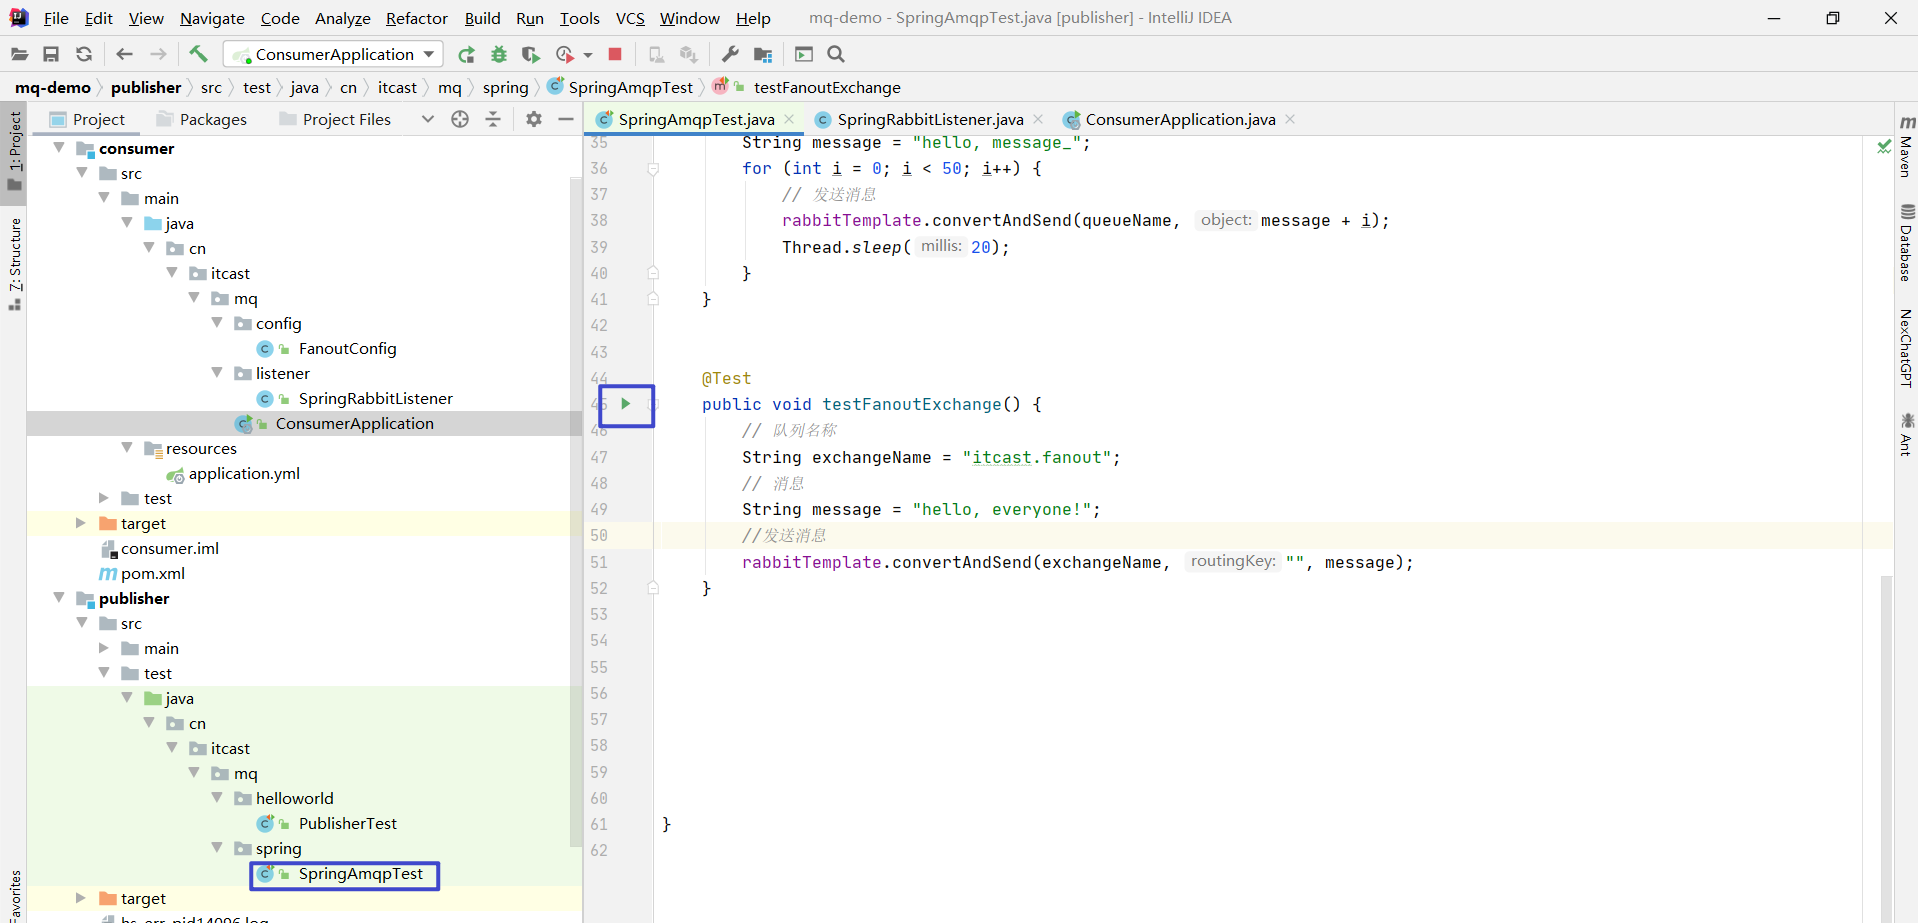 File Edit View Navigate Code Analyze Refactor Build Run Tools VCS Window Help mq-demo - SpringAmqpTest.java [publisher] - IntelliJ IDEA
ConsumerApplication
mq-demo publisher src test java cn itcast mq spring SpringAmqpTest testFanoutExchange
1: Project
7: Structure
Favorites
Project Packages Project Files
consumer
src
main
java
cn
itcast
mq
config
FanoutConfig
listener
SpringRabbitListener
ConsumerApplication
resources
application.yml
test
target
consumer.iml
pom.xml
publisher
src
main
test
java
cn
itcast
mq
helloworld
PublisherTest
spring
SpringAmqpTest
target
hs_err_pid14096.log
SpringAmqpTest.java SpringRabbitListener.java ConsumerApplication.java
35 String message = "hello, message_";
36 for (int i = 0; i < 50; i++) {
37 // 发送消息
38 rabbitTemplate.convertAndSend(queueName, object: message + i);
39 Thread.sleep( millis: 20);
40 }
41 }
42
43
44 @Test
45 public void testFanoutExchange() {
46 // 队列名称
47 String exchangeName = "itcast.fanout";
48 // 消息
49 String message = "hello, everyone!";
50 //发送消息
51 rabbitTemplate.convertAndSend(exchangeName, routingKey: "", message);
52 }
53
54
55
56
57
58
59
60
61 }
62
Maven
Database
NexChatGPT
Ant